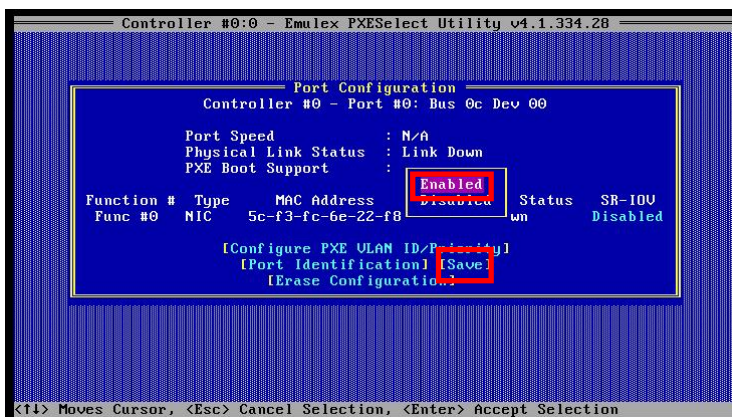 Controller #0:0 - Emulex PXESelect Utility v4.1.334.28
Port Configuration
Controller #0 - Port #0: Bus 0c Dev 00
Port Speed : N/A
Physical Link Status : Link Down
PXE Boot Support :
Enabled
Disabled
Function # Type MAC Address Status SR-IOV
Func #0 NIC 5c-f3-fc-6e-22-f8 wn Disabled
[Configure PXE VLAN ID/Priority]
[Port Identification] [Save]
[Erase Configuration]
<↑↓> Moves Cursor, <Esc> Cancel Selection, <Enter> Accept Selection